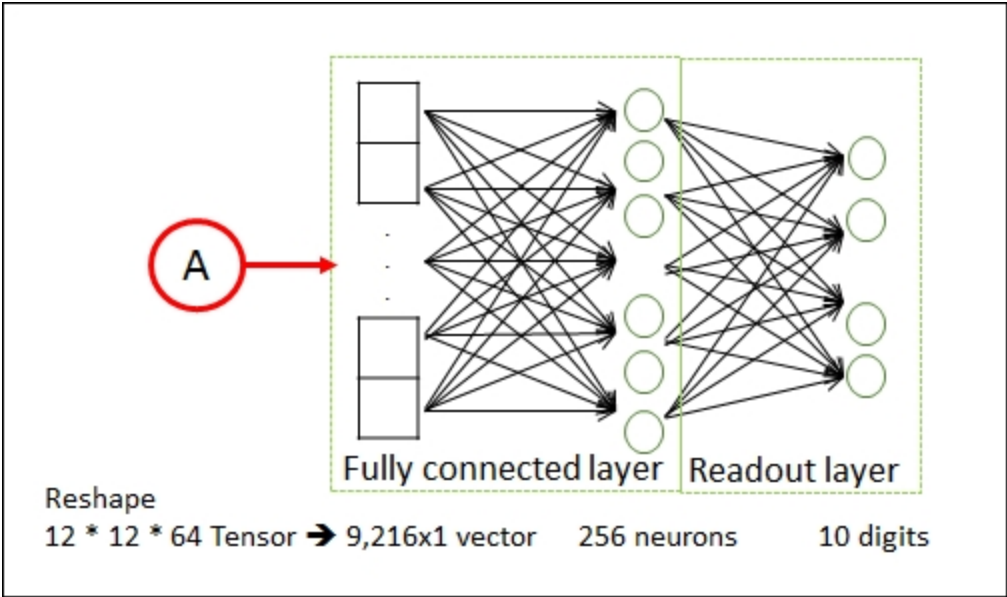 A
Fully connected layer
Readout layer
Reshape
12 * 12 * 64 Tensor ➔ 9,216x1 vector
256 neurons
10 digits